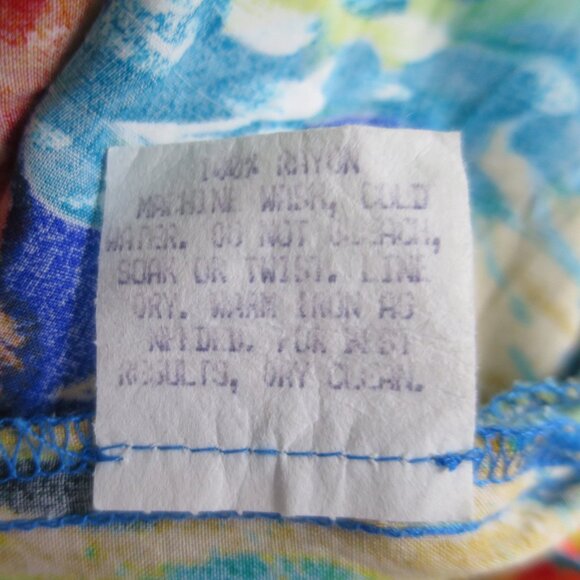 100% RAYON
MACHINE WASH, COLD
WATER. DO NOT BLEACH,
SOAK OR TWIST. LINE
DRY. WARM IRON AS
NEEDED. FOR BEST
RESULTS, DRY CLEAN.